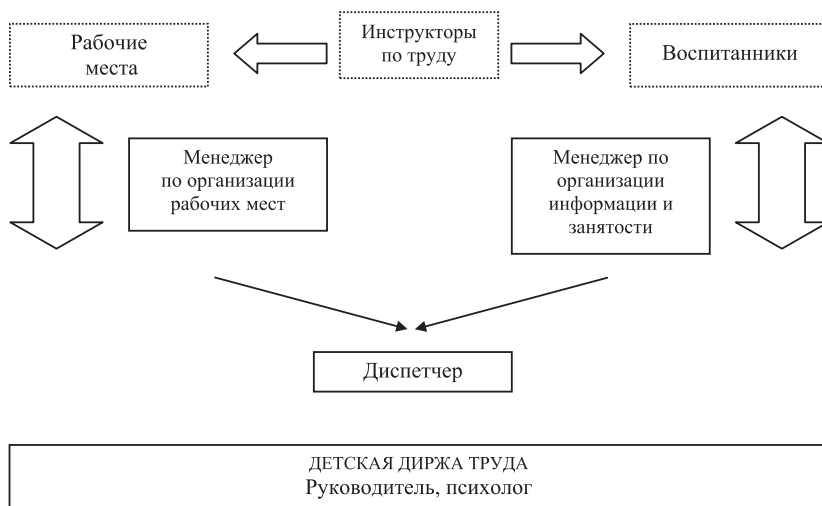 Рабочие
места
Инструкторы
по труду
Воспитанники
Менеджер
по организации
рабочих мест
Менеджер по
организации
информации и
занятости
Диспетчер
ДЕТСКАЯ ДИРЖА ТРУДА
Руководитель, психолог